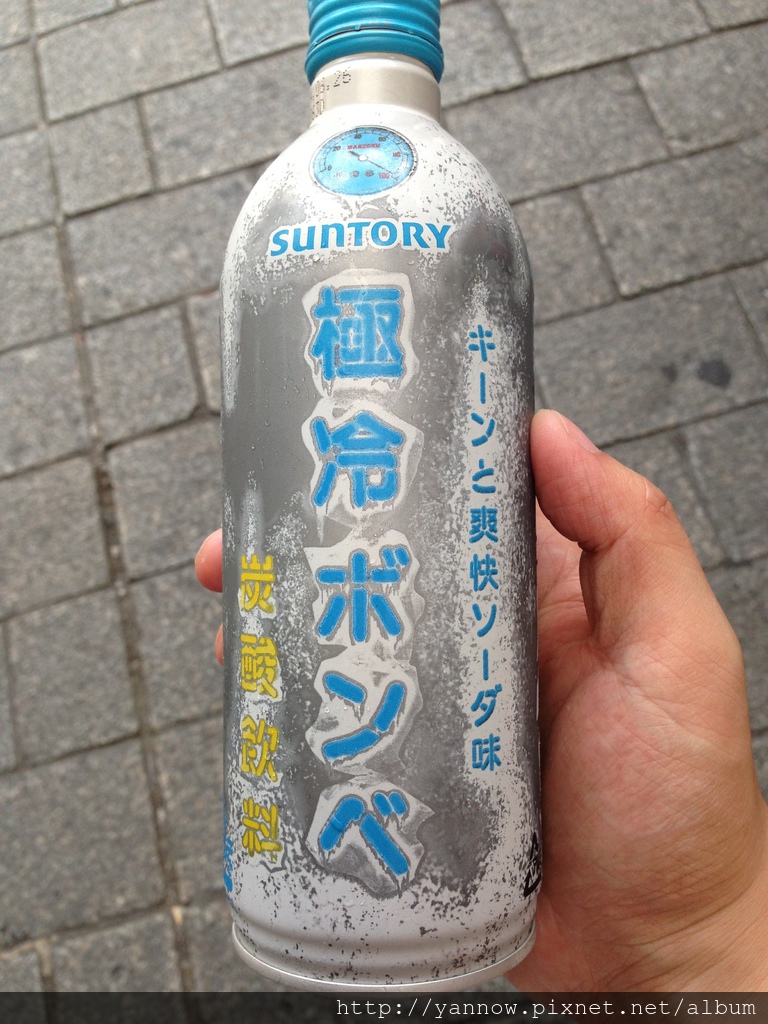 SUNTORY
極冷ボンベ
キーンと爽快ソーダ味
炭酸飲料
http://yannow.pixnet.net/album